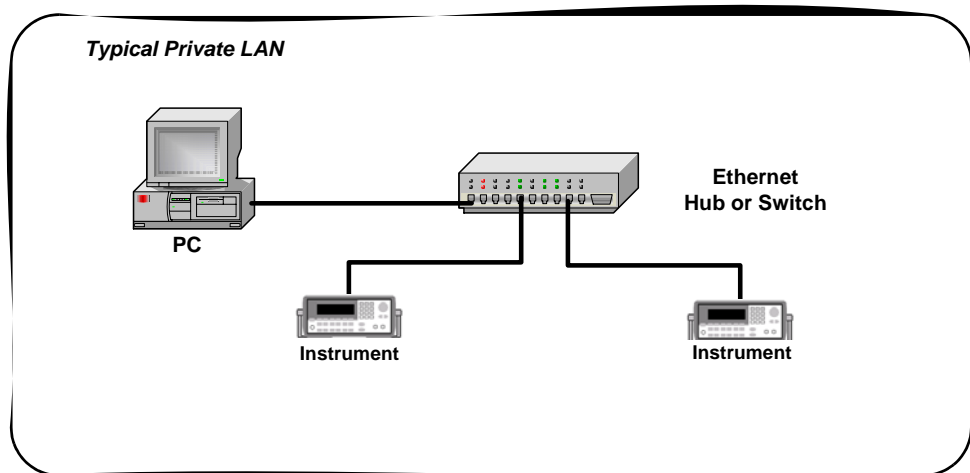 Typical Private LAN
Ethernet
Hub or Switch
PC
Instrument
Instrument